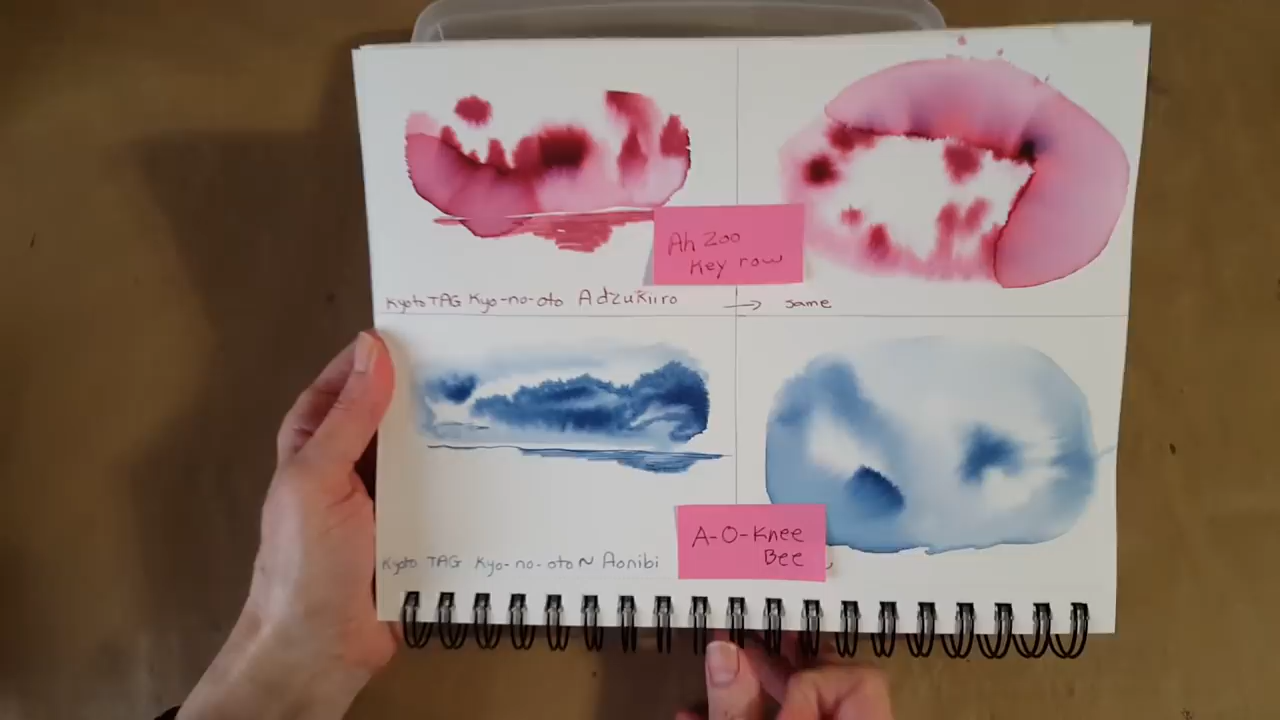 Ah Zoo
Key row
Kyoto TAG Kyo-no-oto Adzukiiro → same
A-O-Knee
Bee
Kyoto TAG Kyo-no-oto ~ Aonibi